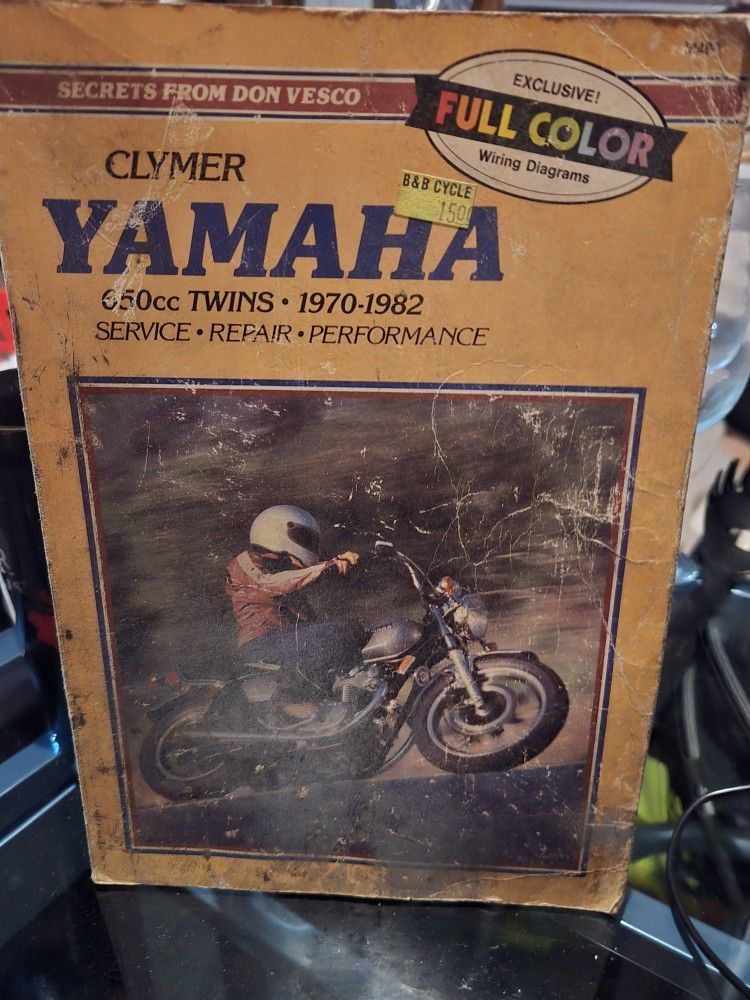 SECRETS FROM DON VESCO
EXCLUSIVE!
FULL COLOR
Wiring Diagrams
CLYMER
B&B CYCLE
YAMAHA
650cc TWINS • 1970-1982
SERVICE • REPAIR • PERFORMANCE